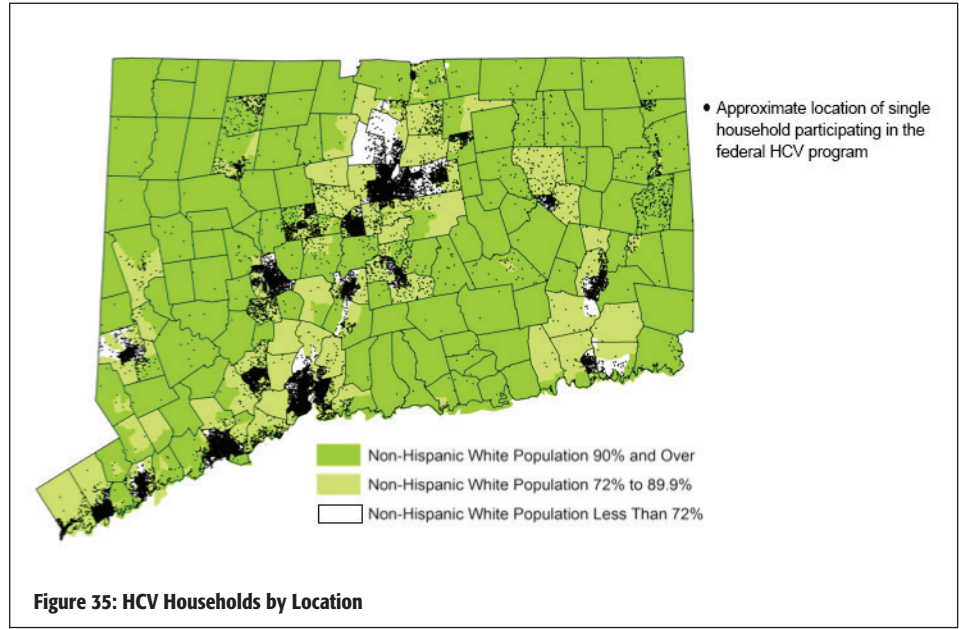 Approximate location of single
household participating in the
federal HCV program
Non-Hispanic White Population 90% and Over
Non-Hispanic White Population 72% to 89.9%
Non-Hispanic White Population Less Than 72%
Figure 35: HCV Households by Location